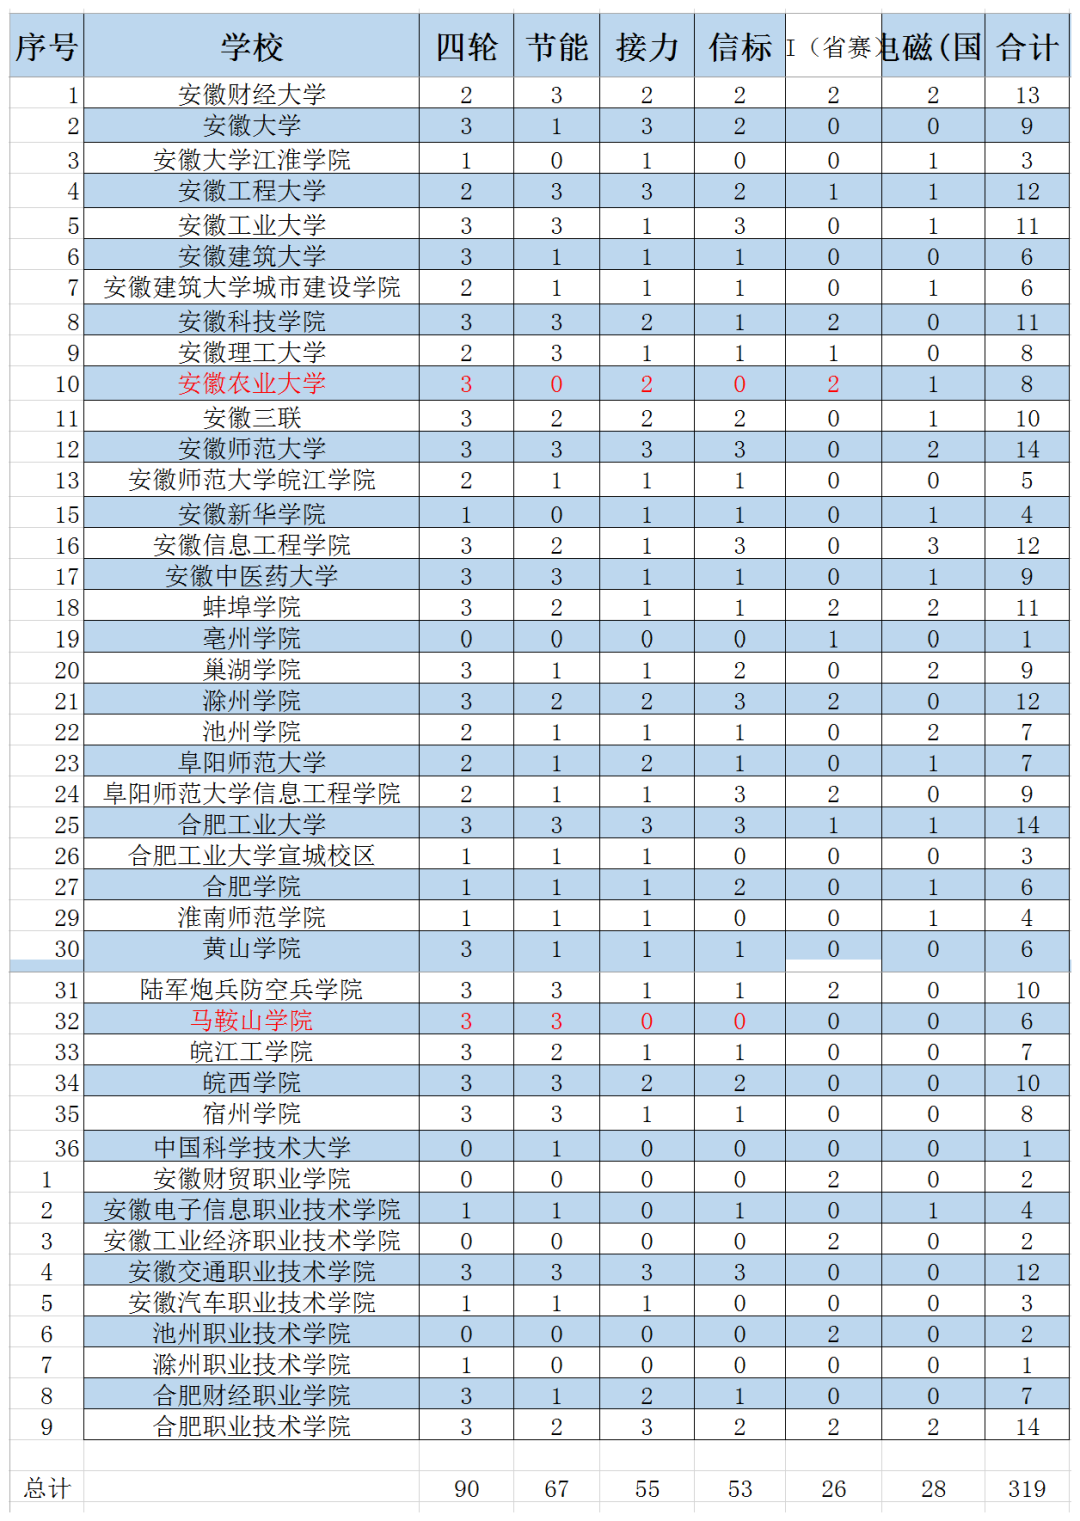 序号 学校 四轮 节能 接力 信标 I（省赛） 电磁(国 合计
1 安徽财经大学 2 3 2 2 2 2 13
2 安徽大学 3 1 3 2 0 0 9
3 安徽大学江淮学院 1 0 1 0 0 1 3
4 安徽工程大学 2 3 3 2 1 1 12
5 安徽工业大学 3 3 1 3 0 1 11
6 安徽建筑大学 3 1 1 1 0 0 6
7 安徽建筑大学城市建设学院 2 1 1 1 0 1 6
8 安徽科技学院 3 3 2 1 2 0 11
9 安徽理工大学 2 3 1 1 1 0 8
10 安徽农业大学 3 0 2 0 2 1 8
11 安徽三联 3 2 2 2 0 1 10
12 安徽师范大学 3 3 3 3 0 2 14
13 安徽师范大学皖江学院 2 1 1 1 0 0 5
15 安徽新华学院 1 0 1 1 0 1 4
16 安徽信息工程学院 3 2 1 3 0 3 12
17 安徽中医药大学 3 3 1 1 0 1 9
18 蚌埠学院 3 2 1 1 2 2 11
19 亳州学院 0 0 0 0 1 0 1
20 巢湖学院 3 1 1 2 0 2 9
21 滁州学院 3 2 2 3 2 0 12
22 池州学院 2 1 1 1 0 2 7
23 阜阳师范大学 2 1 2 1 0 1 7
24 阜阳师范大学信息工程学院 2 1 1 3 2 0 9
25 合肥工业大学 3 3 3 3 1 1 14
26 合肥工业大学宣城校区 1 1 1 0 0 0 3
27 合肥学院 1 1 1 2 0 1 6
29 淮南师范学院 1 1 1 0 0 1 4
30 黄山学院 3 1 1 1 0 0 6
31 陆军炮兵防空兵学院 3 3 1 1 2 0 10
32 马鞍山学院 3 3 0 0 0 0 6
33 皖江工学院 3 2 1 1 0 0 7
34 皖西学院 3 3 2 2 0 0 10
35 宿州学院 3 3 1 1 0 0 8
36 中国科学技术大学 0 1 0 0 0 0 1
1 安徽财贸职业学院 0 0 0 0 2 0 2
2 安徽电子信息职业技术学院 1 1 0 1 0 1 4
3 安徽工业经济职业技术学院 0 0 0 0 2 0 2
4 安徽交通职业技术学院 3 3 3 3 0 0 12
5 安徽汽车职业技术学院 1 1 1 0 0 0 3
6 池州职业技术学院 0 0 0 0 2 0 2
7 滁州职业技术学院 1 0 0 0 0 0 1
8 合肥财经职业学院 3 1 2 1 0 0 7
9 合肥职业技术学院 3 2 3 2 2 2 14
总计 90 67 55 53 26 28 319